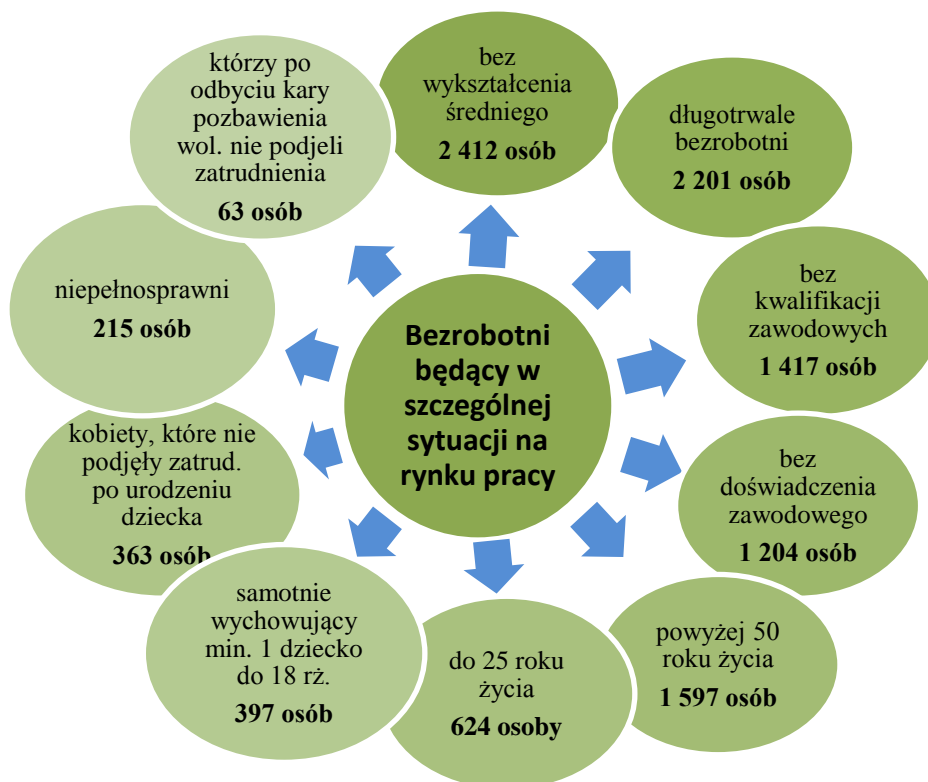 bez
wykształcenia
średniego
2 412 osób
długotrwale
bezrobotni
2 201 osób
bez
kwalifikacji
zawodowych
1 417 osób
bez
doświadczenia
zawodowego
1 204 osób
powyżej 50
roku życia
1 597 osób
do 25 roku
życia
624 osoby
samotnie
wychowujący
min. 1 dziecko
do 18 rż.
397 osób
kobiety, które nie
podjęły zatrud.
po urodzeniu
dziecka
363 osób
niepełnosprawni
215 osób
którzy po
odbyciu kary
pozbawienia
wol. nie podjeli
zatrudnienia
63 osób
Bezrobotni
będący w
szczególnej
sytuacji na
rynku pracy